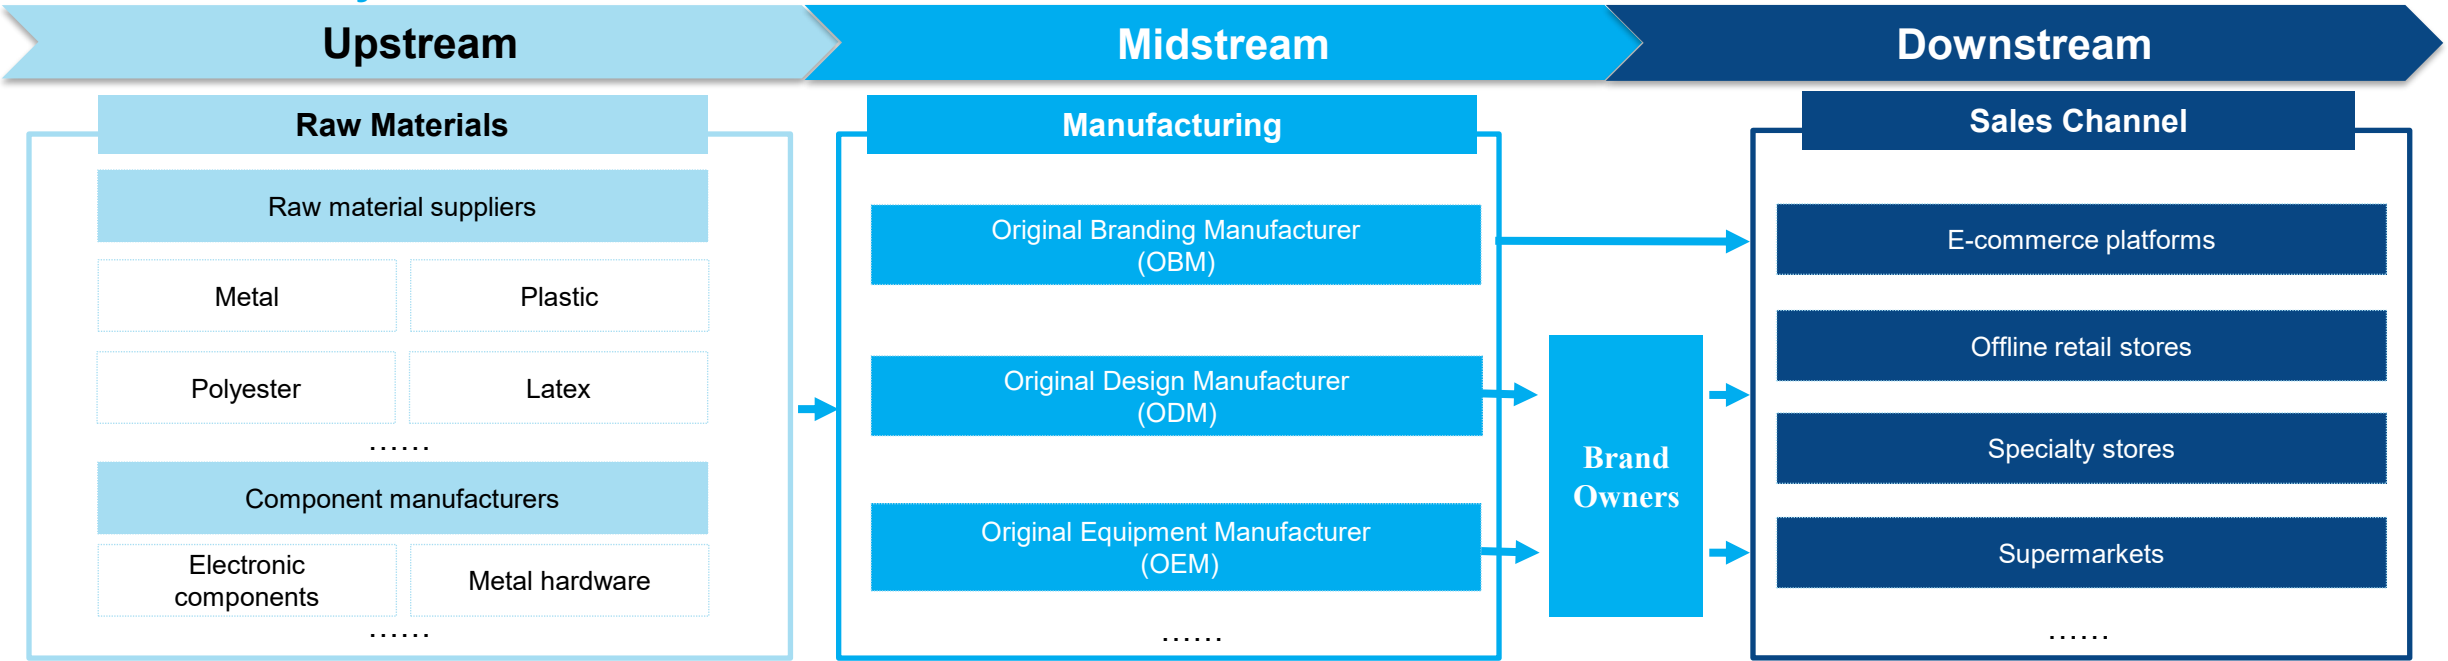 Upstream
Midstream
Downstream
Raw Materials
Raw material suppliers
Metal
Plastic
Polyester
Latex
......
Component manufacturers
Electronic
components
Metal hardware
......
Manufacturing
Original Branding Manufacturer
(OBM)
Original Design Manufacturer
(ODM)
Original Equipment Manufacturer
(OEM)
......
Brand
Owners
Sales Channel
E-commerce platforms
Offline retail stores
Specialty stores
Supermarkets
......